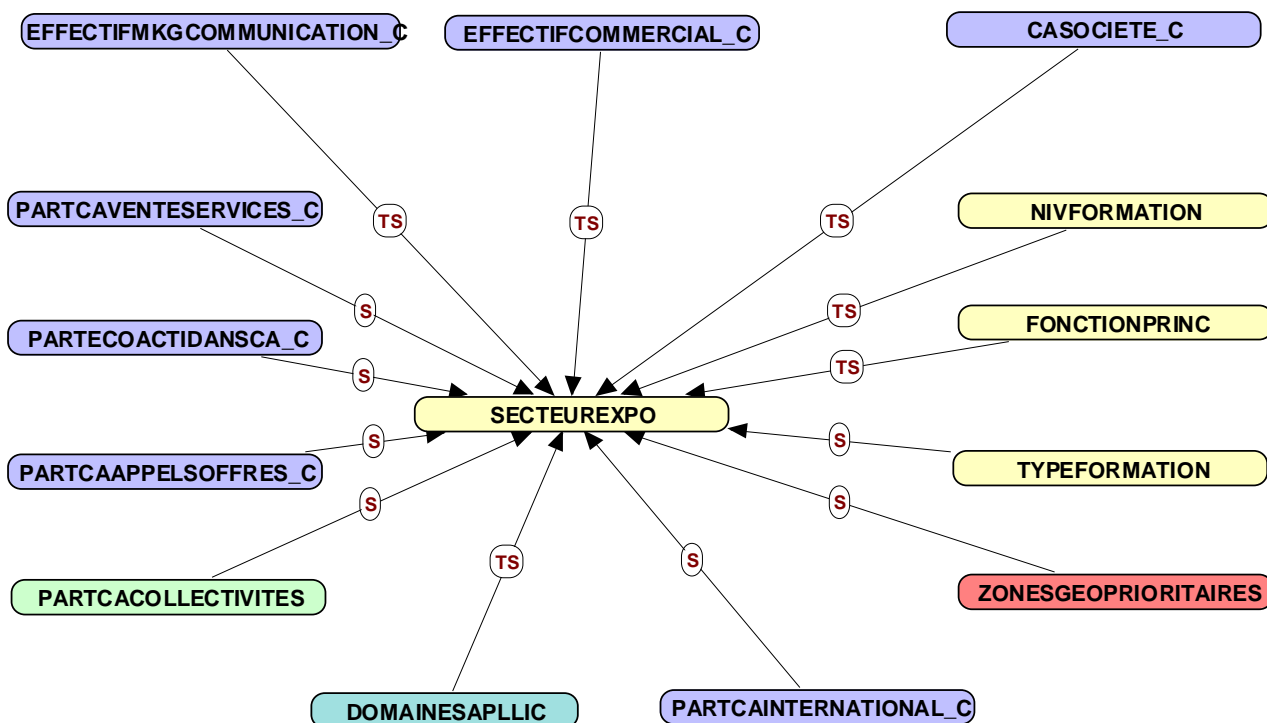 EFFECTIFMKGCOMMUNICATION_C
EFFECTIFCOMMERCIAL_C
CASOCIETE_C
PARTCAVENTESERVICES_C
NIVFORMATION
TS
TS
TS
S
TS
PARTECOACTIDANSCA_C
FONCTIONPRINC
S
TS
SECTEUREXPO
PARTCAAPPELSOFFRES_C
S
S
TYPEFORMATION
S
S
TS
S
PARTCACOLLECTIVITES
ZONESGEOPRIORITAIRES
DOMAINESAPLLIC
PARTCAINTERNATIONAL_C